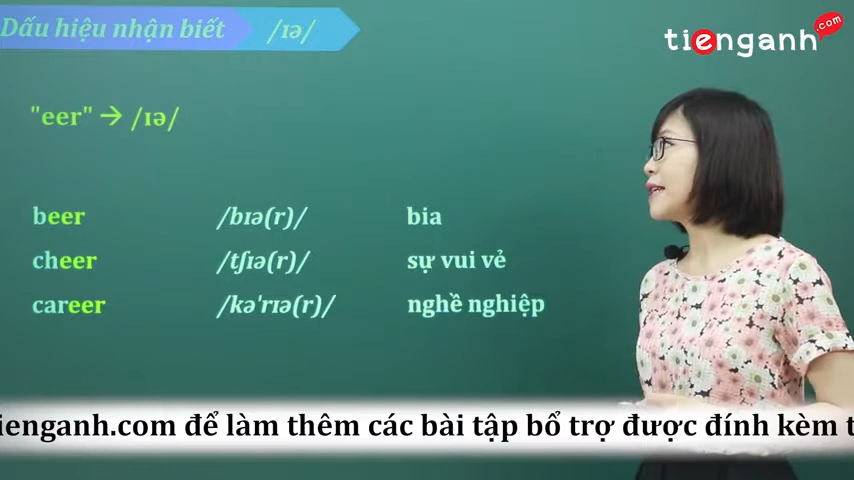 Dấu hiệu nhận biết /ɪə/
tienganh.com
"eer" → /ɪə/
beer /bɪə(r)/ bia
cheer /tʃɪə(r)/ sự vui vẻ
career /kə'rɪə(r)/ nghề nghiệp
ienganh.com để làm thêm các bài tập bổ trợ được đính kèm t